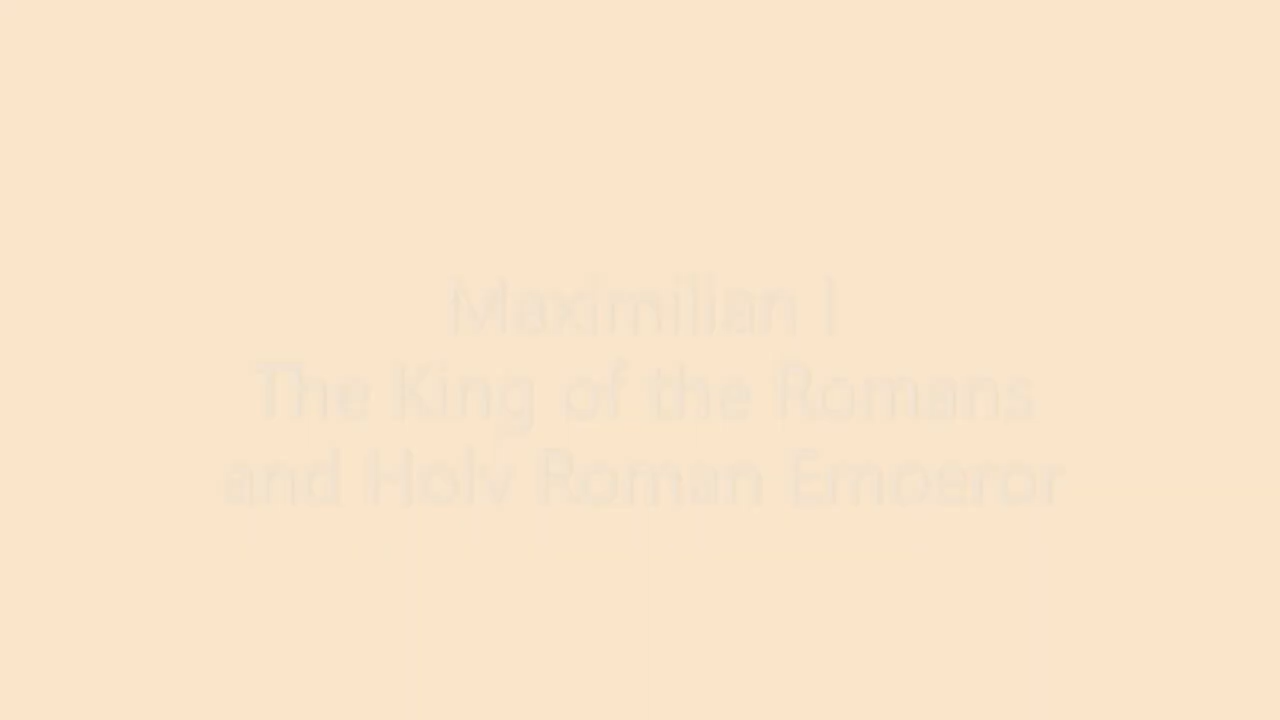 Maximilian I
The King of the Romans
and Holy Roman Emperor